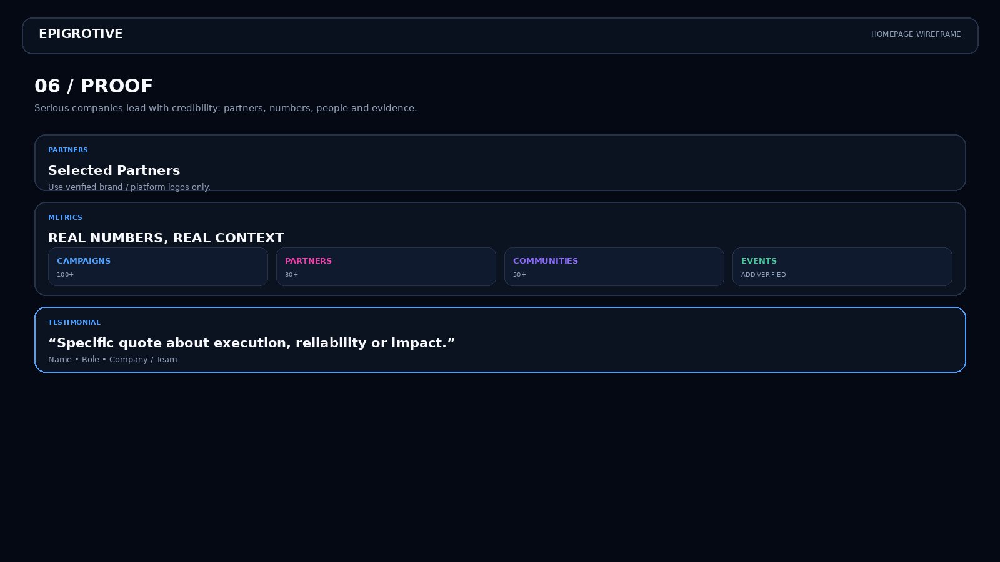 EPIGROTIVE
HOMEPAGE WIREFRAME
06 / PROOF
Serious companies lead with credibility: partners, numbers, people and evidence.
PARTNERS
Selected Partners
Use verified brand / platform logos only.
METRICS
REAL NUMBERS, REAL CONTEXT
CAMPAIGNS
100+
PARTNERS
30+
COMMUNITIES
50+
EVENTS
ADD VERIFIED
TESTIMONIAL
“Specific quote about execution, reliability or impact.”
Name • Role • Company / Team